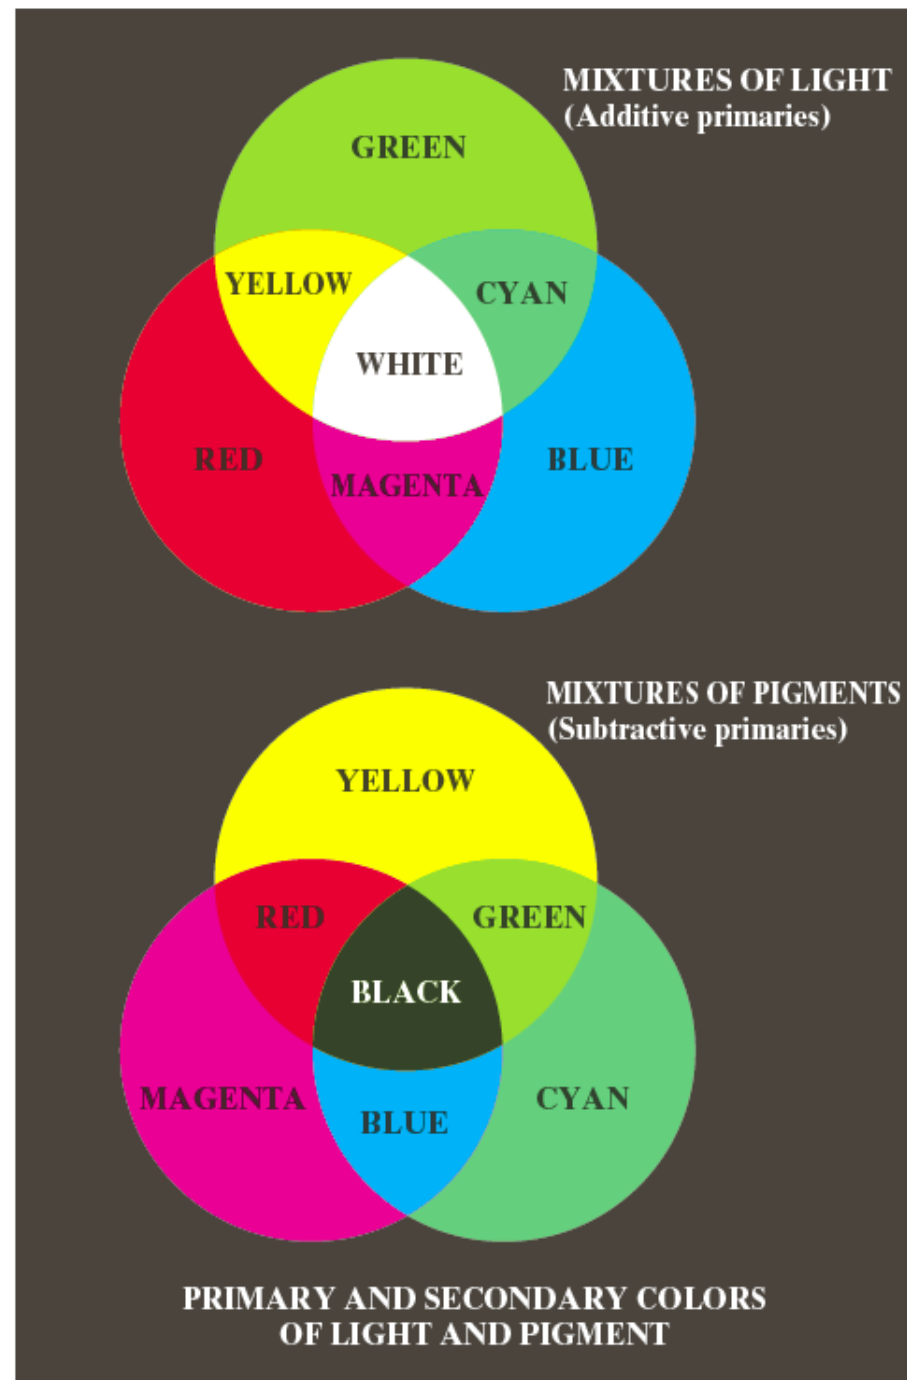 MIXTURES OF LIGHT
(Additive primaries)
GREEN
YELLOW
CYAN
WHITE
RED
BLUE
MAGENTA
MIXTURES OF PIGMENTS
(Subtractive primaries)
YELLOW
RED
GREEN
BLACK
MAGENTA
CYAN
BLUE
PRIMARY AND SECONDARY COLORS
OF LIGHT AND PIGMENT